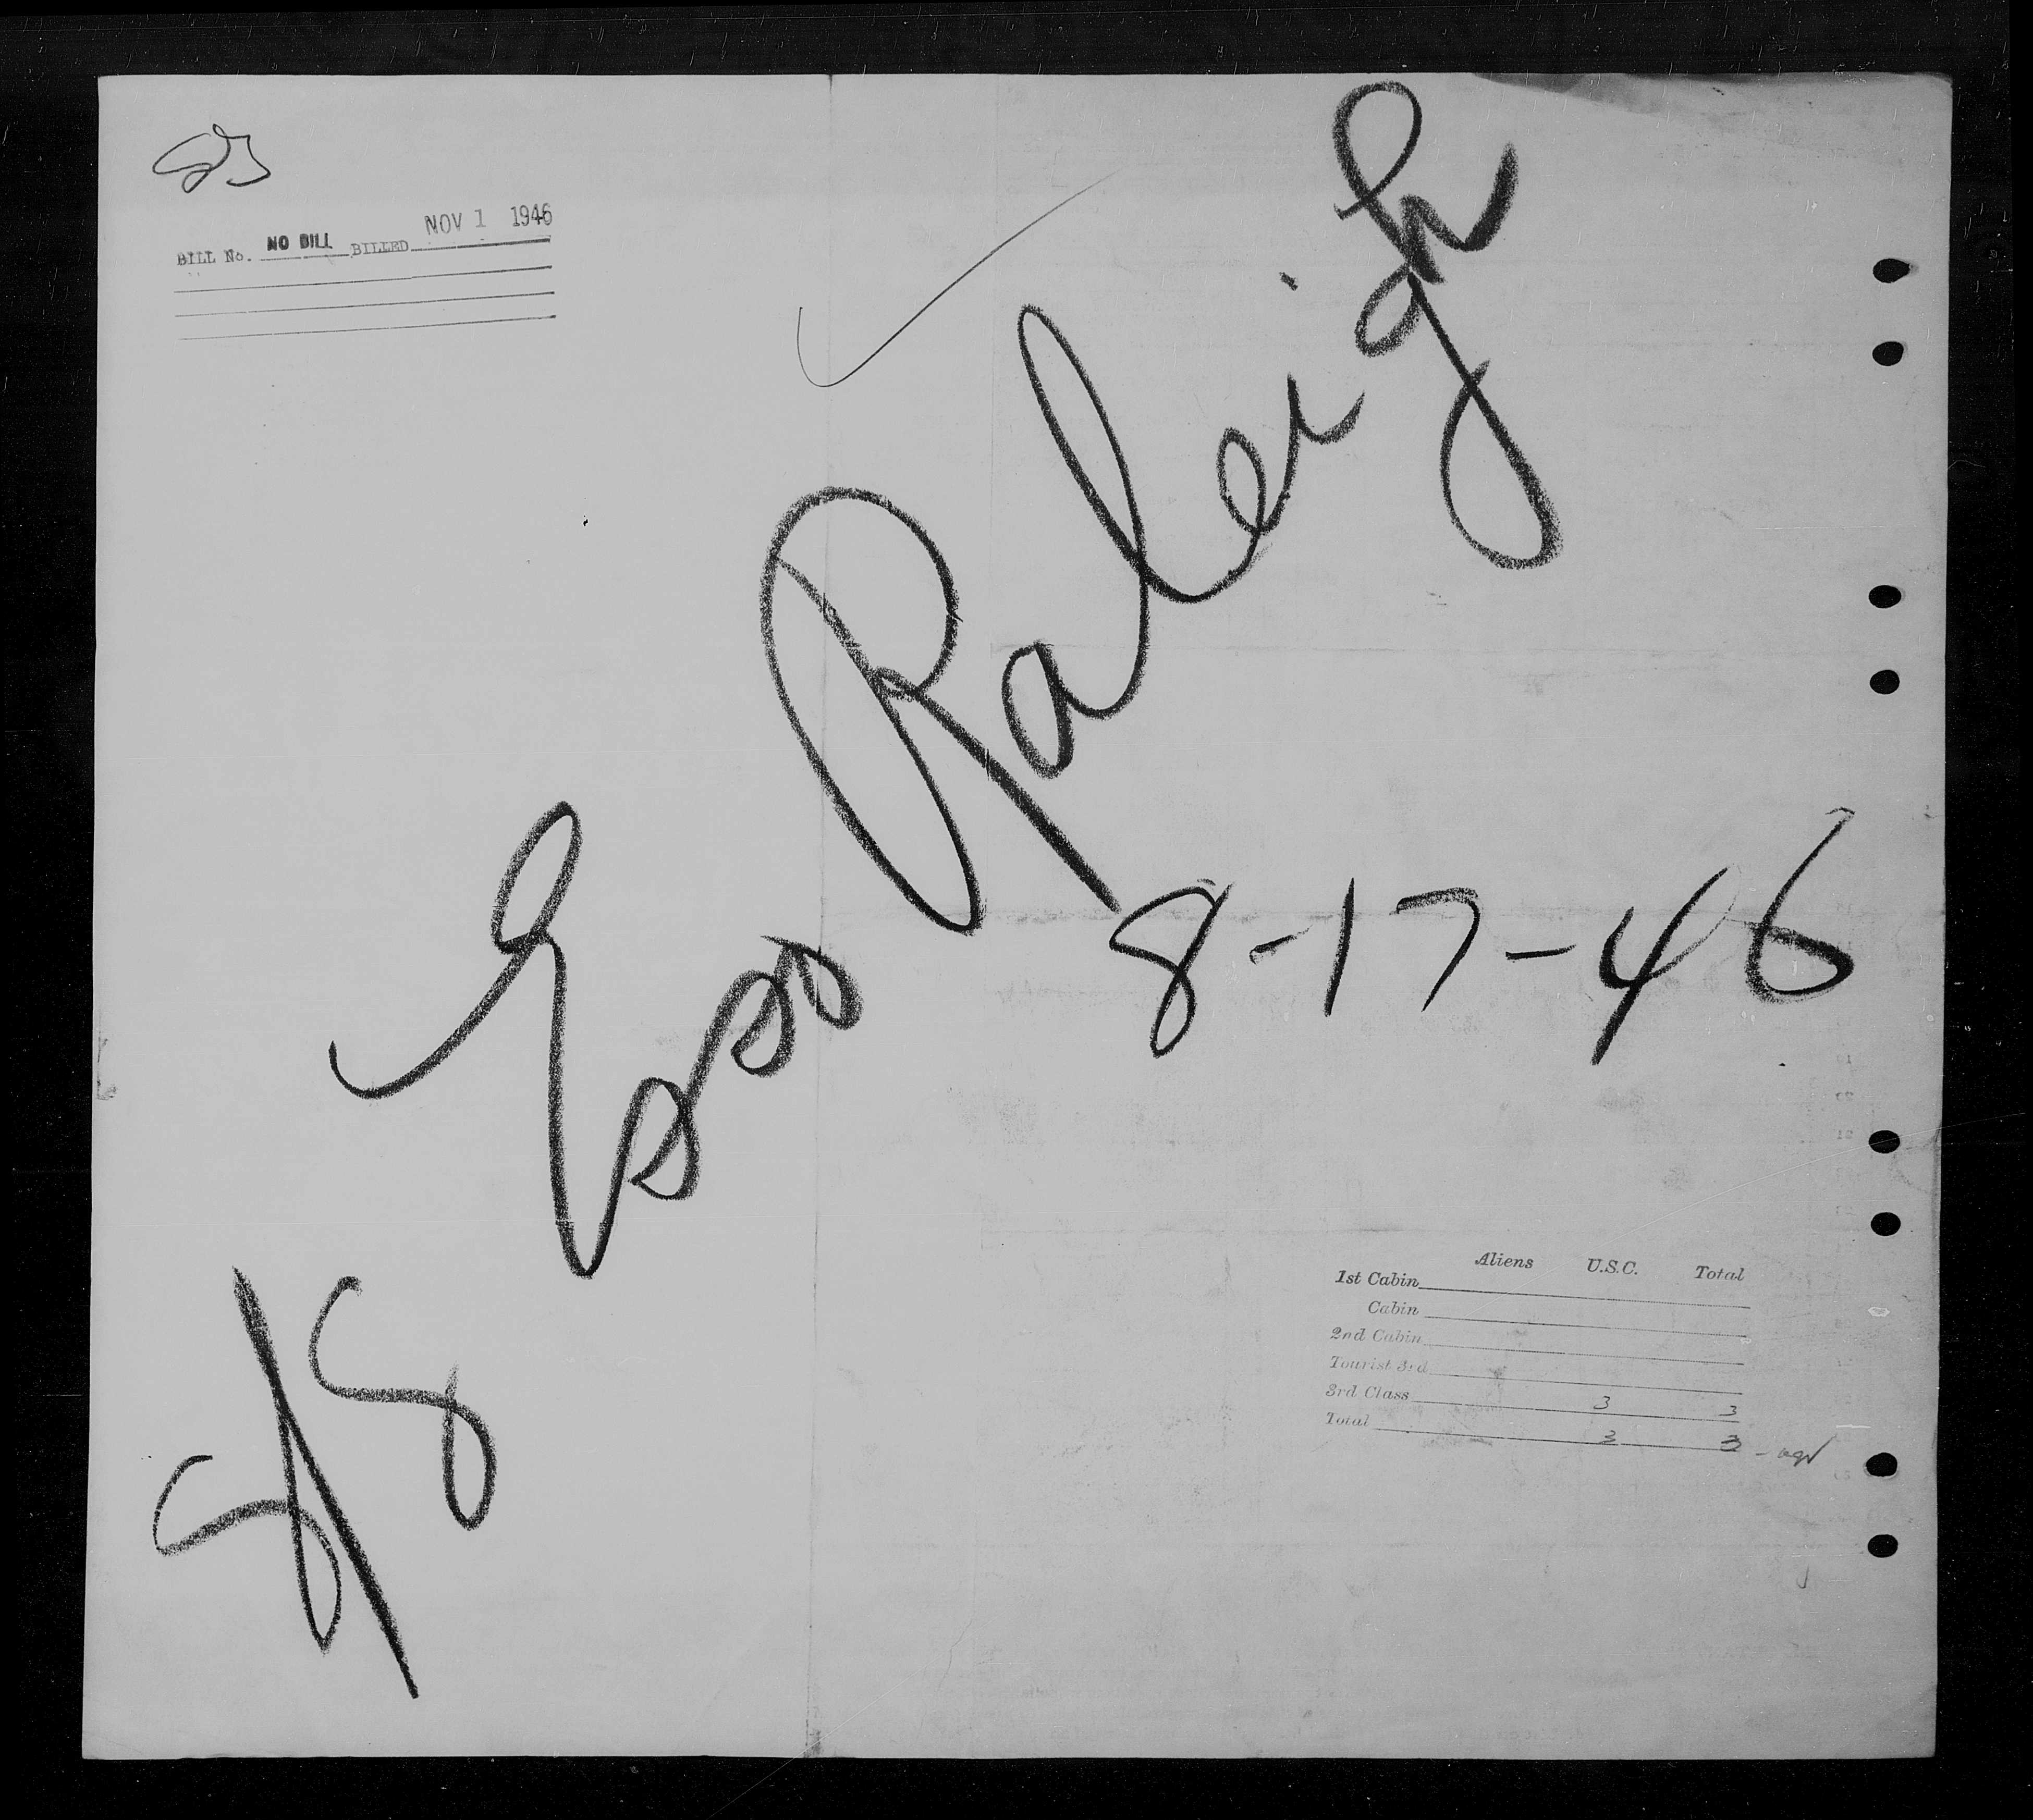 BILL No. NO BILL BILLED NOV 1 1946
S/S Esso Raleigh
8-17-46
Aliens U.S.C. Total
1st Cabin
Cabin
2nd Cabin
Tourist 3rd
3rd Class 3 3
Total 3 3